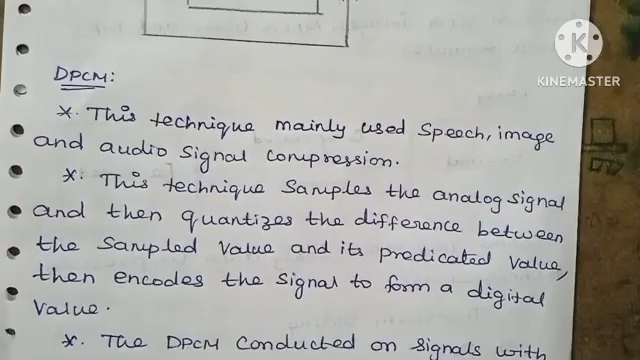 KINEMASTER
DPCM:
*. This technique mainly used Speech, image
and audio signal compression.
*. This technique samples the analog signal
and then quantizes the difference between
the sampled value and its predicated value,
then encodes the signal to form a digital
value.
*. The DPCM conducted on signals with